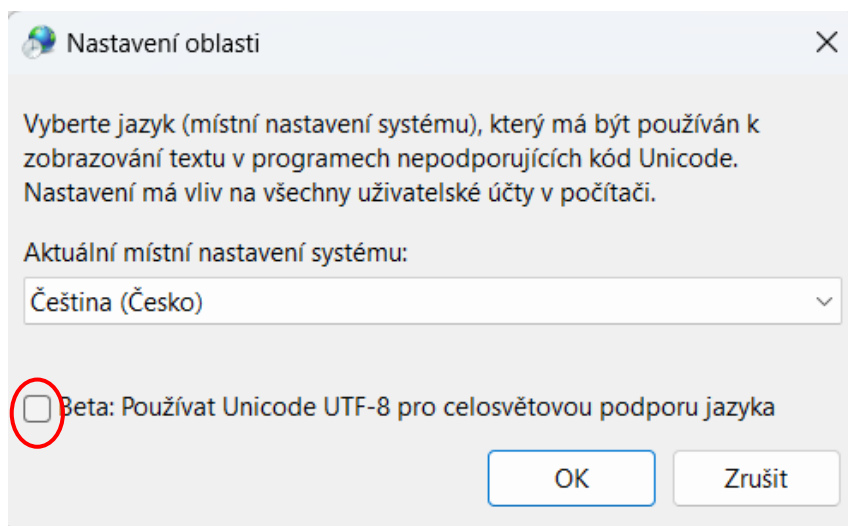 Nastavení oblasti
Vyberte jazyk (místní nastavení systému), který má být používán k
zobrazování textu v programech nepodporujících kód Unicode.
Nastavení má vliv na všechny uživatelské účty v počítači.
Aktuální místní nastavení systému:
Čeština (Česko)
Beta: Používat Unicode UTF-8 pro celosvětovou podporu jazyka
OK Zrušit